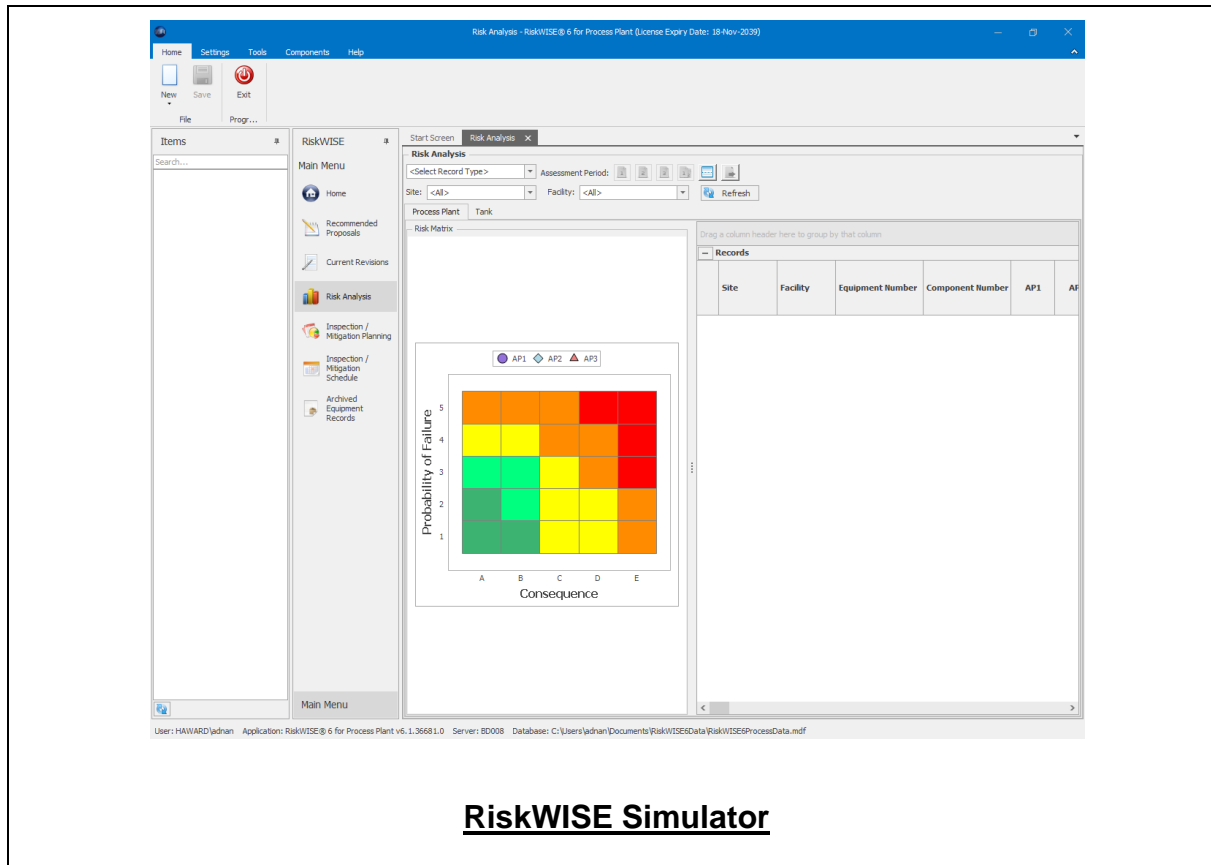 Risk Analysis - RiskWISE® 6 for Process Plant (License Expiry Date: 18-Nov-2039)
Home Settings Tools Components Help
New Save Exit
File Progr...
Items
Search...
RiskWISE
Main Menu
Home
Recommended
Proposals
Current Revisions
Risk Analysis
Inspection /
Mitigation Planning
Inspection /
Mitigation
Schedule
Archived
Equipment
Records
Main Menu
Start Screen Risk Analysis
Risk Analysis
<Select Record Type> Assessment Period:
Site: <All> Facility: <All> Refresh
Process Plant Tank
Risk Matrix
AP1 AP2 AP3
Probability of Failure
5
4
3
2
1
A B C D E
Consequence
Drag a column header here to group by that column
Records
Site Facility Equipment Number Component Number AP1 AP
User: HAWARD\adnan Application: RiskWISE® 6 for Process Plant v6.1.36681.0 Server: BD008 Database: C:\Users\adnan\Documents\RiskWISE6Data\RiskWISE6ProcessData.mdf
RiskWISE Simulator